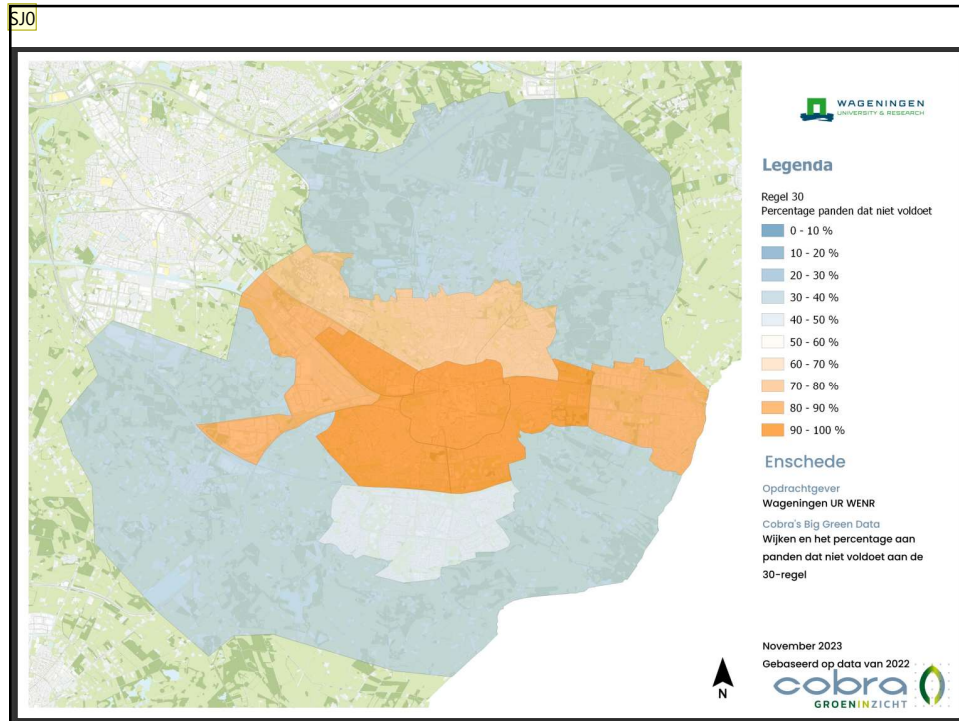 SJ0
WAGENINGEN
UNIVERSITY & RESEARCH
Legenda
Regel 30
Percentage panden dat niet voldoet
0 - 10 %
10 - 20 %
20 - 30 %
30 - 40 %
40 - 50 %
50 - 60 %
60 - 70 %
70 - 80 %
80 - 90 %
90 - 100 %
Enschede
Opdrachtgever
Wageningen UR WENR
Cobra's Big Green Data
Wijken en het percentage aan
panden dat niet voldoet aan de
30-regel
November 2023
Gebaseerd op data van 2022
N
cobra
GROENINZICHT